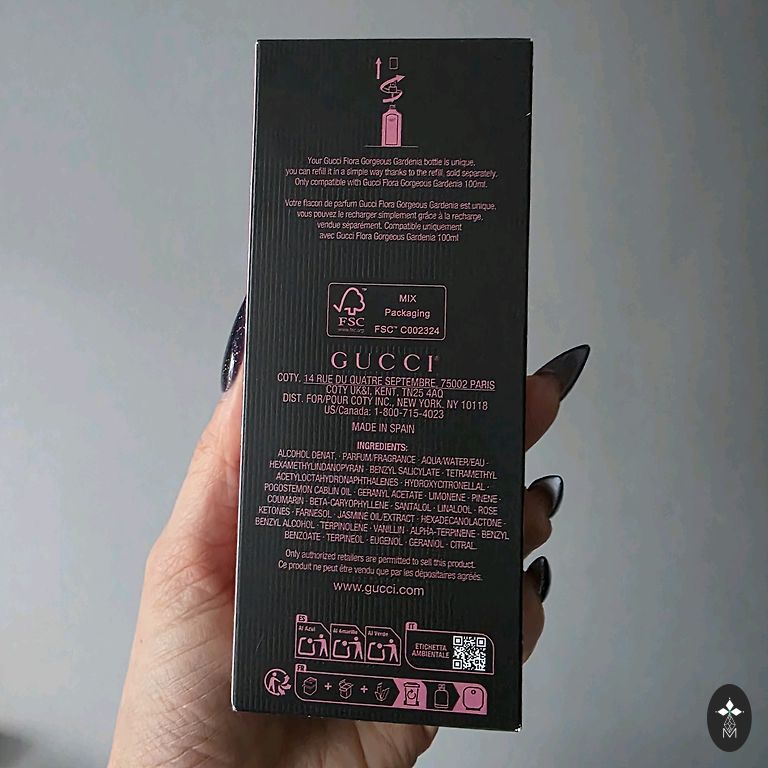 Your Gucci Flora Gorgeous Gardenia bottle is unique,
you can refill it in a simple way thanks to the refill, sold separately.
Only compatible with Gucci Flora Gorgeous Gardenia 100ml.
Votre flacon de parfum Gucci Flora Gorgeous Gardenia est unique,
vous pouvez le recharger simplement grâce à la recharge,
vendue séparément. Compatible uniquement
avec Gucci Flora Gorgeous Gardenia 100ml
FSC™
www.fsc.org
MIX
Packaging
FSC™ C002324
GUCCI®
COTY, 14 RUE DU QUATRE SEPTEMBRE, 75002 PARIS
COTY UK&I, KENT, TN25 4AQ
DIST. FOR/POUR COTY INC., NEW YORK, NY 10118
US/Canada: 1-800-715-4023
MADE IN SPAIN
INGREDIENTS:
ALCOHOL DENAT. · PARFUM/FRAGRANCE · AQUA/WATER/EAU ·
HEXAMETHYLINDANOPYRAN · BENZYL SALICYLATE · TETRAMETHYL
ACETYLOCTAHYDRONAPHTHALENES · HYDROXYCITRONELLAL ·
POGOSTEMON CABLIN OIL · GERANYL ACETATE · LIMONENE · PINENE ·
COUMARIN · BETA-CARYOPHYLLENE · SANTALOL · LINALOOL · ROSE
KETONES · FARNESOL · JASMINE OIL/EXTRACT · HEXADECANOLACTONE ·
BENZYL ALCOHOL · TERPINOLENE · VANILLIN · ALPHA-TERPINENE · BENZYL
BENZOATE · TERPINEOL · EUGENOL · GERANIOL · CITRAL.
Only authorized retailers are permitted to sell this product.
Ce produit ne peut être vendu que par les dépositaires agréés.
www.gucci.com
ES
Al Azul
Al Amarillo
Al Verde
IT
ETICHETTA
AMBIENTALE
FR
+ +
M